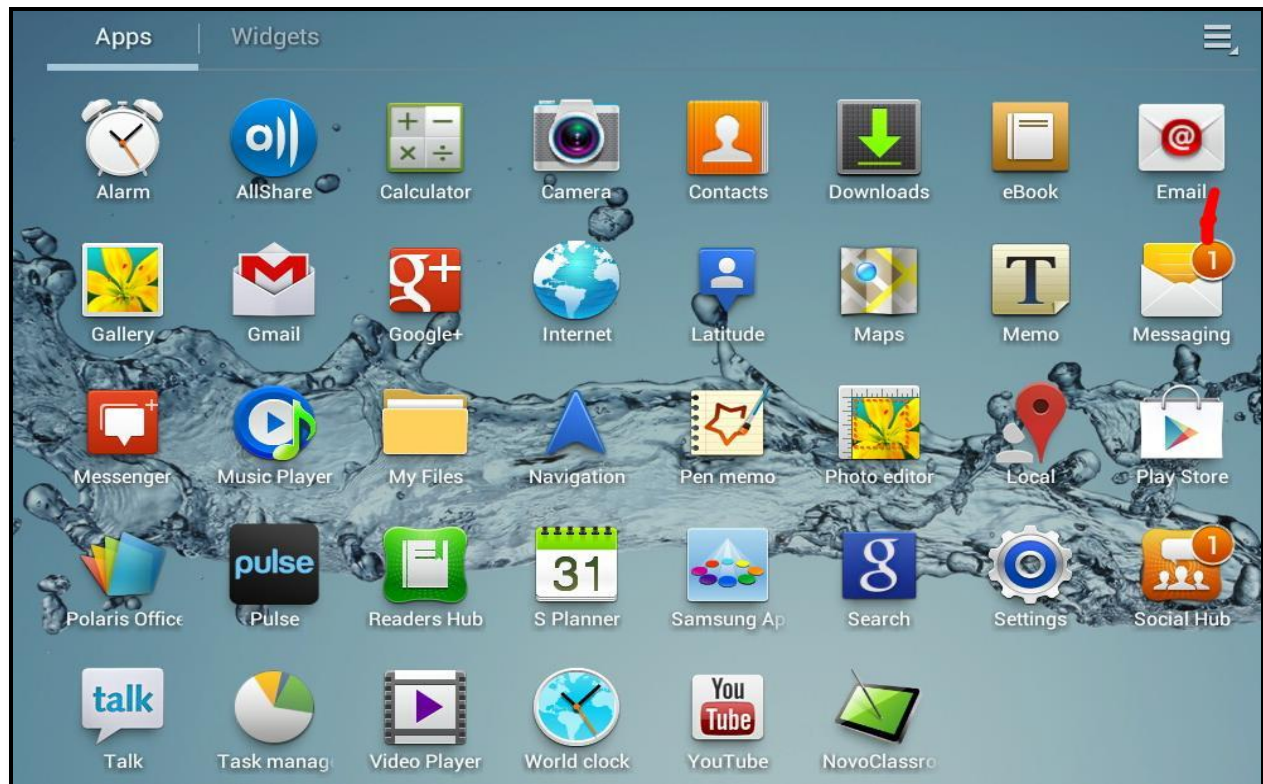 Apps Widgets
Alarm AllShare Calculator Camera Contacts Downloads eBook Email
1
Gallery Gmail Google+ Internet Latitude Maps Memo Messaging
Messenger Music Player My Files Navigation Pen memo Photo editor Local Play Store
pulse 31 1
Polaris Office Pulse Readers Hub S Planner Samsung Ap Search Settings Social Hub
talk You
Tube
Talk Task manag Video Player World clock YouTube NovoClassro